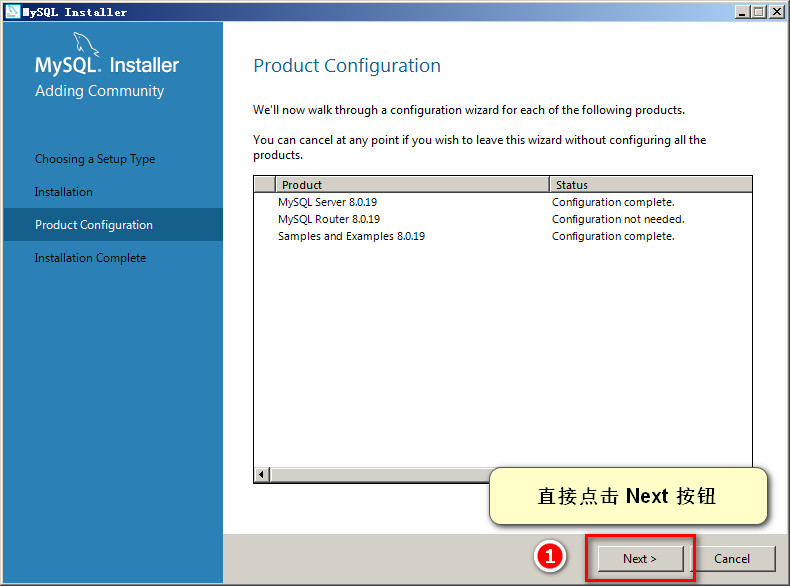 MySQL Installer
MySQL. Installer
Adding Community
Choosing a Setup Type
Installation
Product Configuration
Installation Complete
Product Configuration
We'll now walk through a configuration wizard for each of the following products.
You can cancel at any point if you wish to leave this wizard without configuring all the
products.
Product Status
MySQL Server 8.0.19 Configuration complete.
MySQL Router 8.0.19 Configuration not needed.
Samples and Examples 8.0.19 Configuration complete.
直接点击 Next 按钮
1
Next >
Cancel